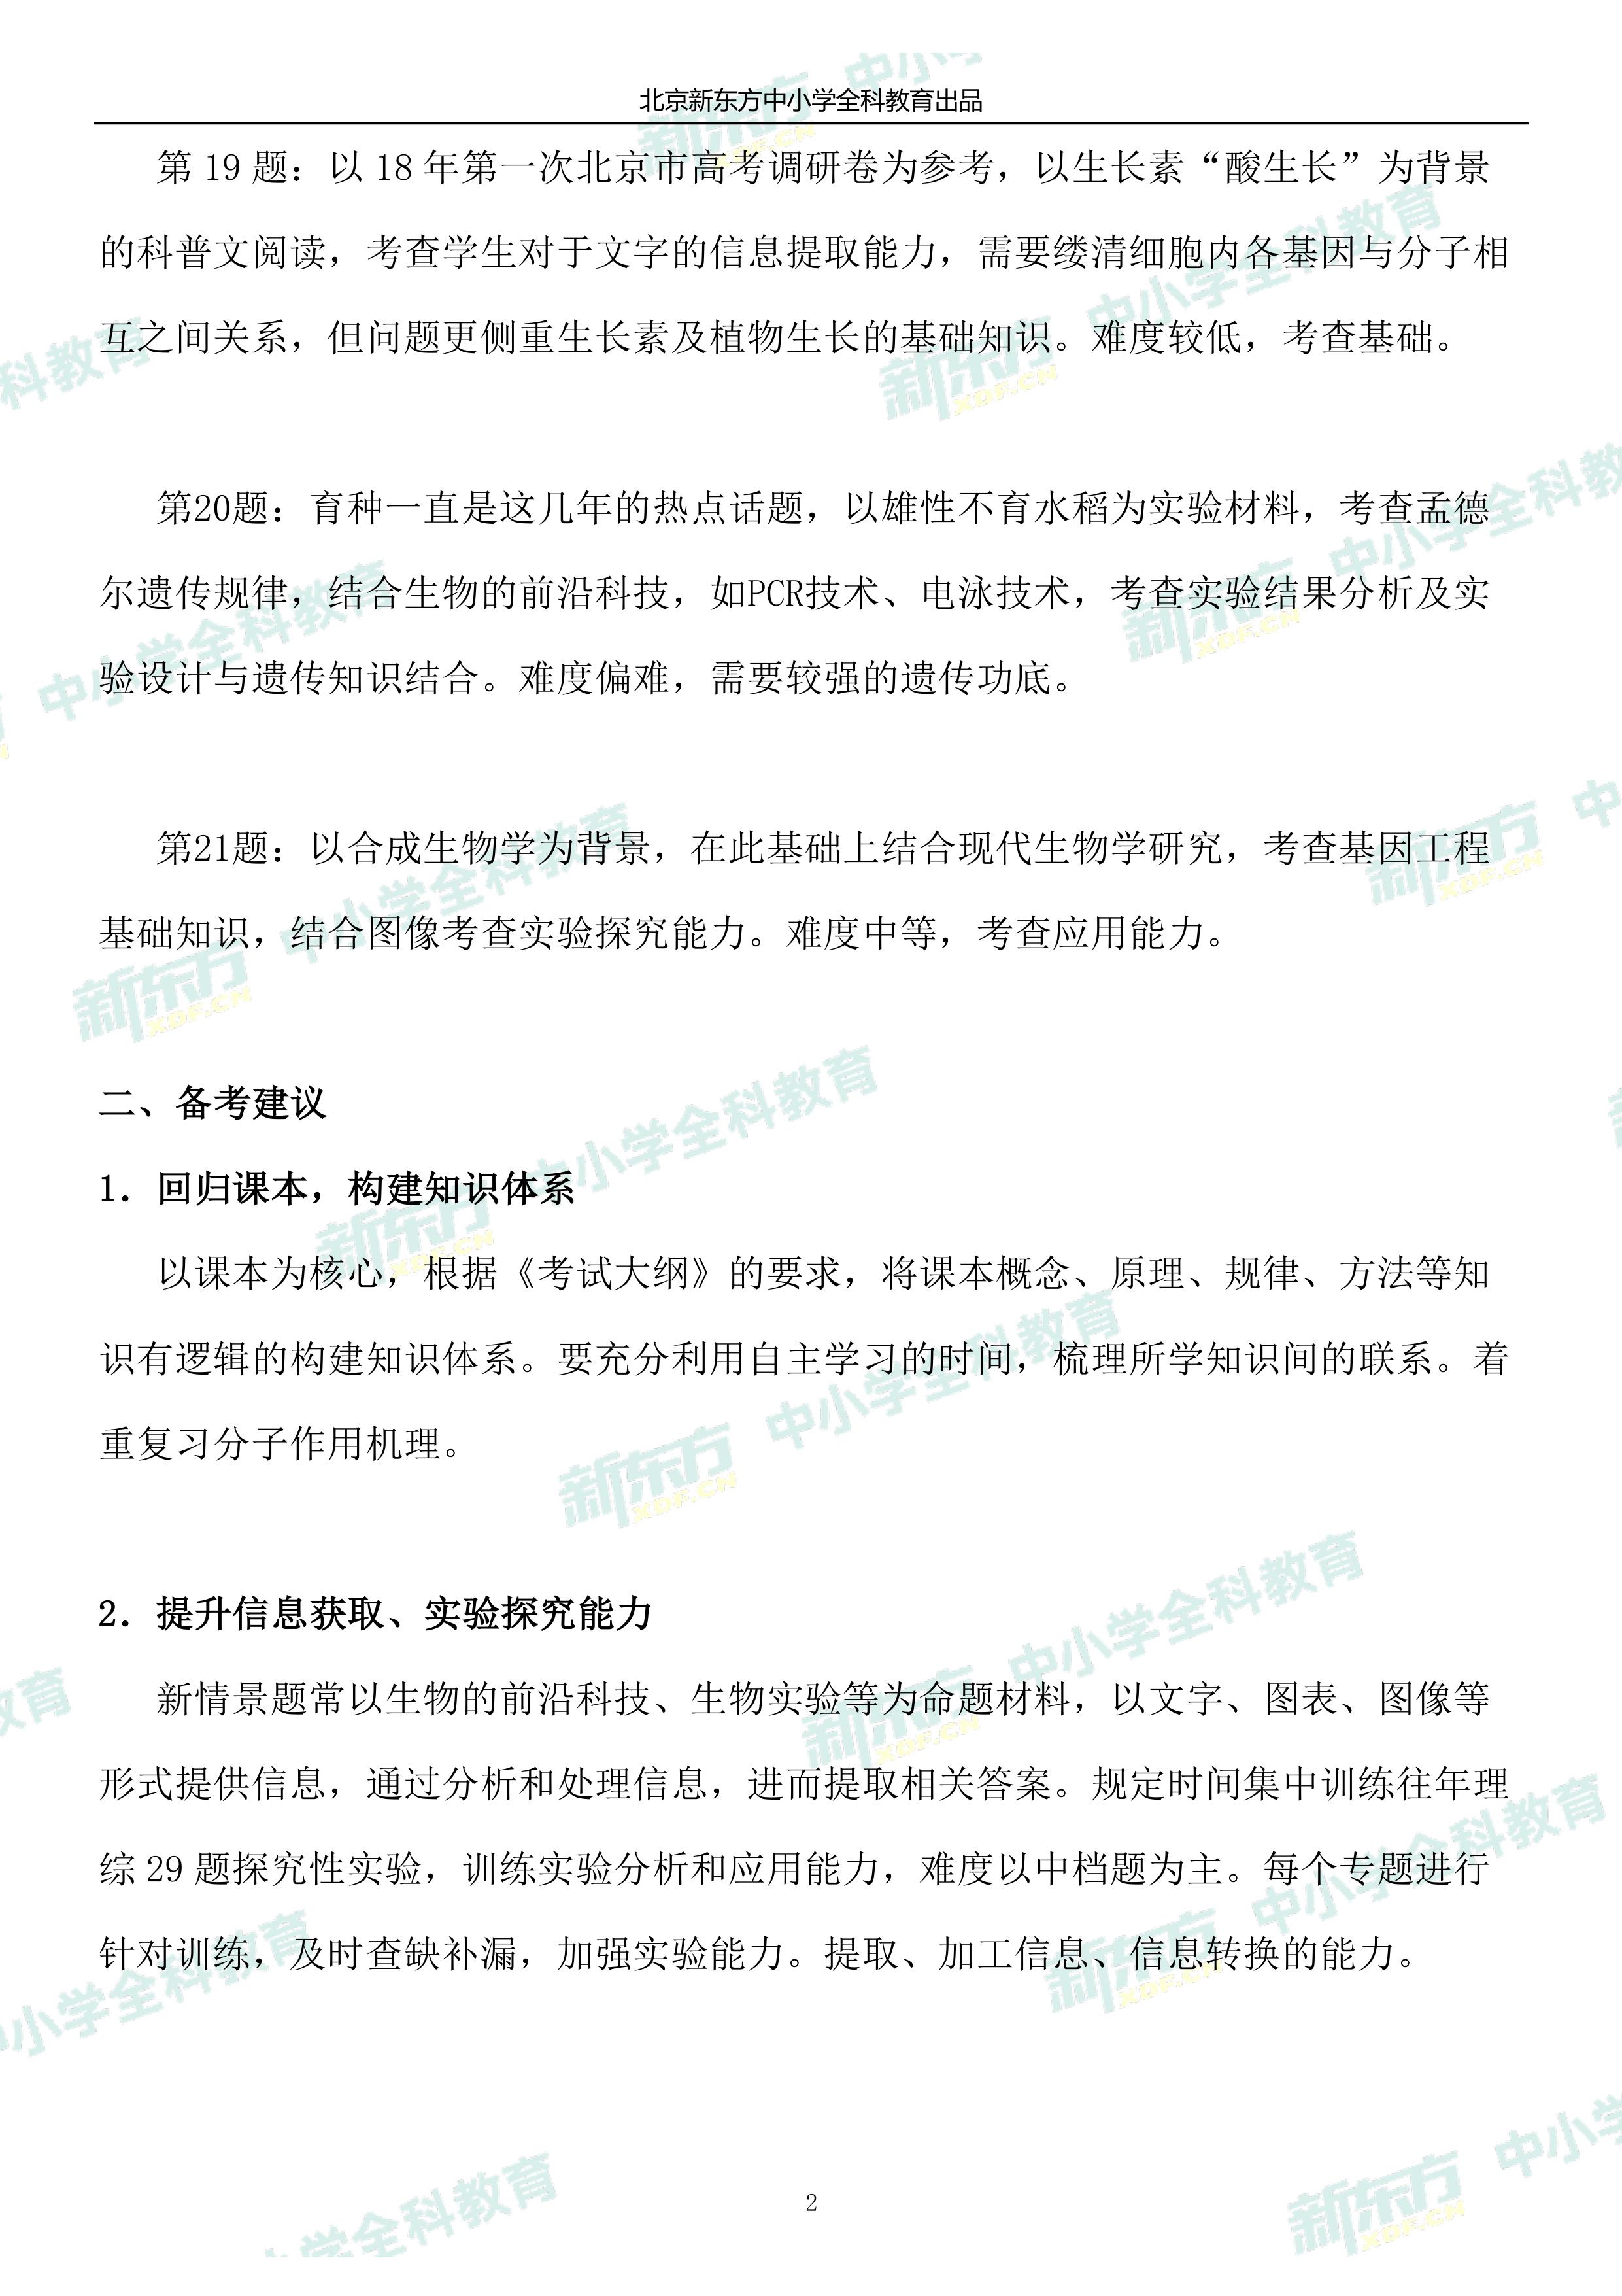 北京新东方中小学全科教育出品
第 19 题：以 18 年第一次北京市高考调研卷为参考，以生长素“酸生长”为背景
的科普文阅读，考查学生对于文字的信息提取能力，需要缕清细胞内各基因与分子相
互之间关系，但问题更侧重生长素及植物生长的基础知识。难度较低，考查基础。
第20题：育种一直是这几年的热点话题，以雄性不育水稻为实验材料，考查孟德
尔遗传规律，结合生物的前沿科技，如PCR技术、电泳技术，考查实验结果分析及实
验设计与遗传知识结合。难度偏难，需要较强的遗传功底。
第21题：以合成生物学为背景，在此基础上结合现代生物学研究，考查基因工程
基础知识，结合图像考查实验探究能力。难度中等，考查应用能力。
二、备考建议
1．回归课本，构建知识体系
以课本为核心，根据《考试大纲》的要求，将课本概念、原理、规律、方法等知
识有逻辑的构建知识体系。要充分利用自主学习的时间，梳理所学知识间的联系。着
重复习分子作用机理。
2．提升信息获取、实验探究能力
新情景题常以生物的前沿科技、生物实验等为命题材料，以文字、图表、图像等
形式提供信息，通过分析和处理信息，进而提取相关答案。规定时间集中训练往年理
综 29 题探究性实验，训练实验分析和应用能力，难度以中档题为主。每个专题进行
针对训练，及时查缺补漏，加强实验能力。提取、加工信息、信息转换的能力。
2